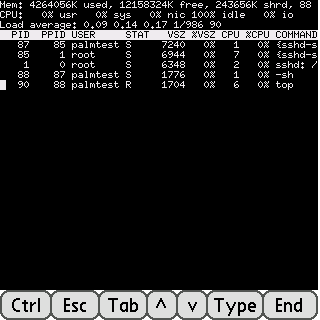 Mem: 4264056K used, 12158324K free, 243656K shrd, 88
CPU:   0% usr   0% sys   0% nic 100% idle   0% io
Load average: 0.09 0.14 0.17 1/986 90
PID  PPID USER     STAT   VSZ %VSZ CPU %CPU COMMAND
87    85 palmtest S     7240   0%   1   0% {sshd-s
85     1 root     S     6944   0%   7   0% {sshd-s
1     0 root     S     6348   0%   2   0% sshd: /
88    87 palmtest S     1776   0%   1   0% -sh
90    88 palmtest R     1704   0%   6   0% top
Ctrl Esc Tab ^ v Type End